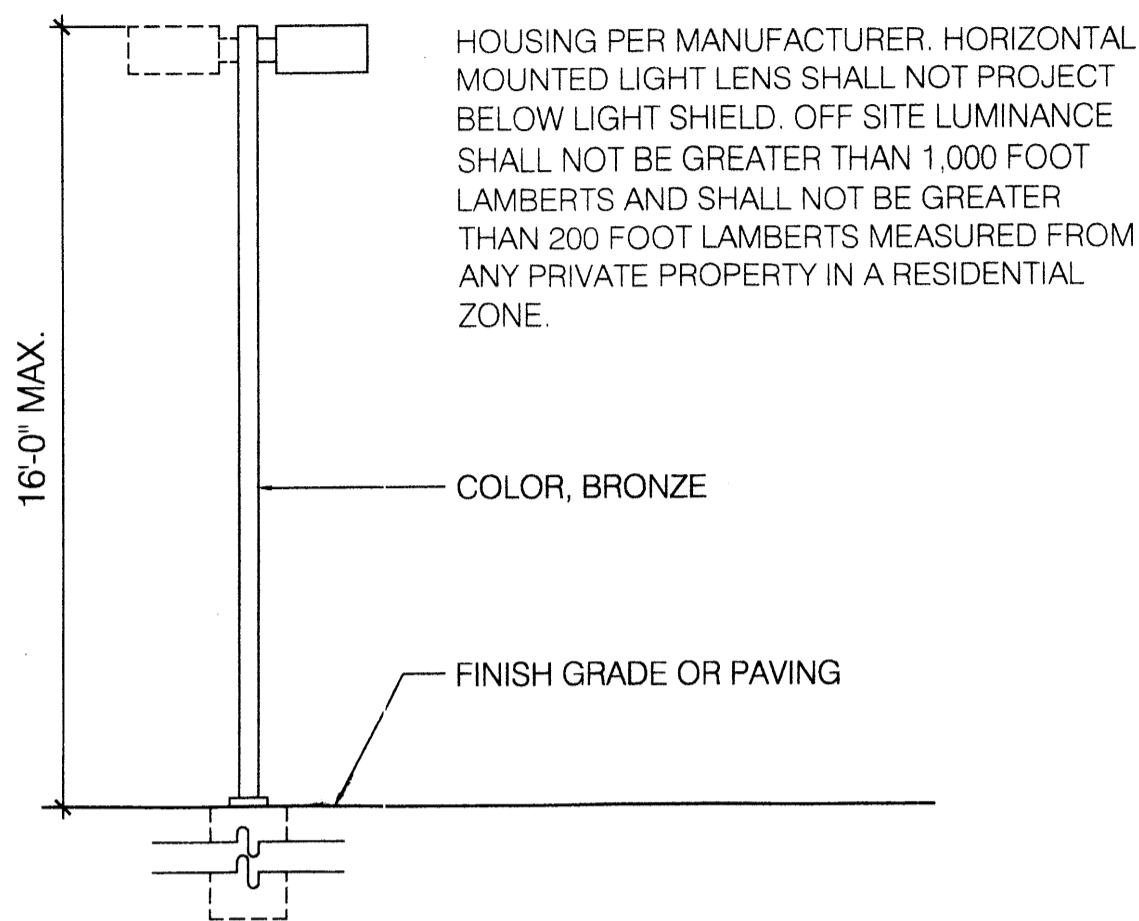 HOUSING PER MANUFACTURER. HORIZONTAL
MOUNTED LIGHT LENS SHALL NOT PROJECT
BELOW LIGHT SHIELD. OFF SITE LUMINANCE
SHALL NOT BE GREATER THAN 1,000 FOOT
LAMBERTS AND SHALL NOT BE GREATER
THAN 200 FOOT LAMBERTS MEASURED FROM
ANY PRIVATE PROPERTY IN A RESIDENTIAL
ZONE.
16'-0" MAX.
COLOR, BRONZE
FINISH GRADE OR PAVING